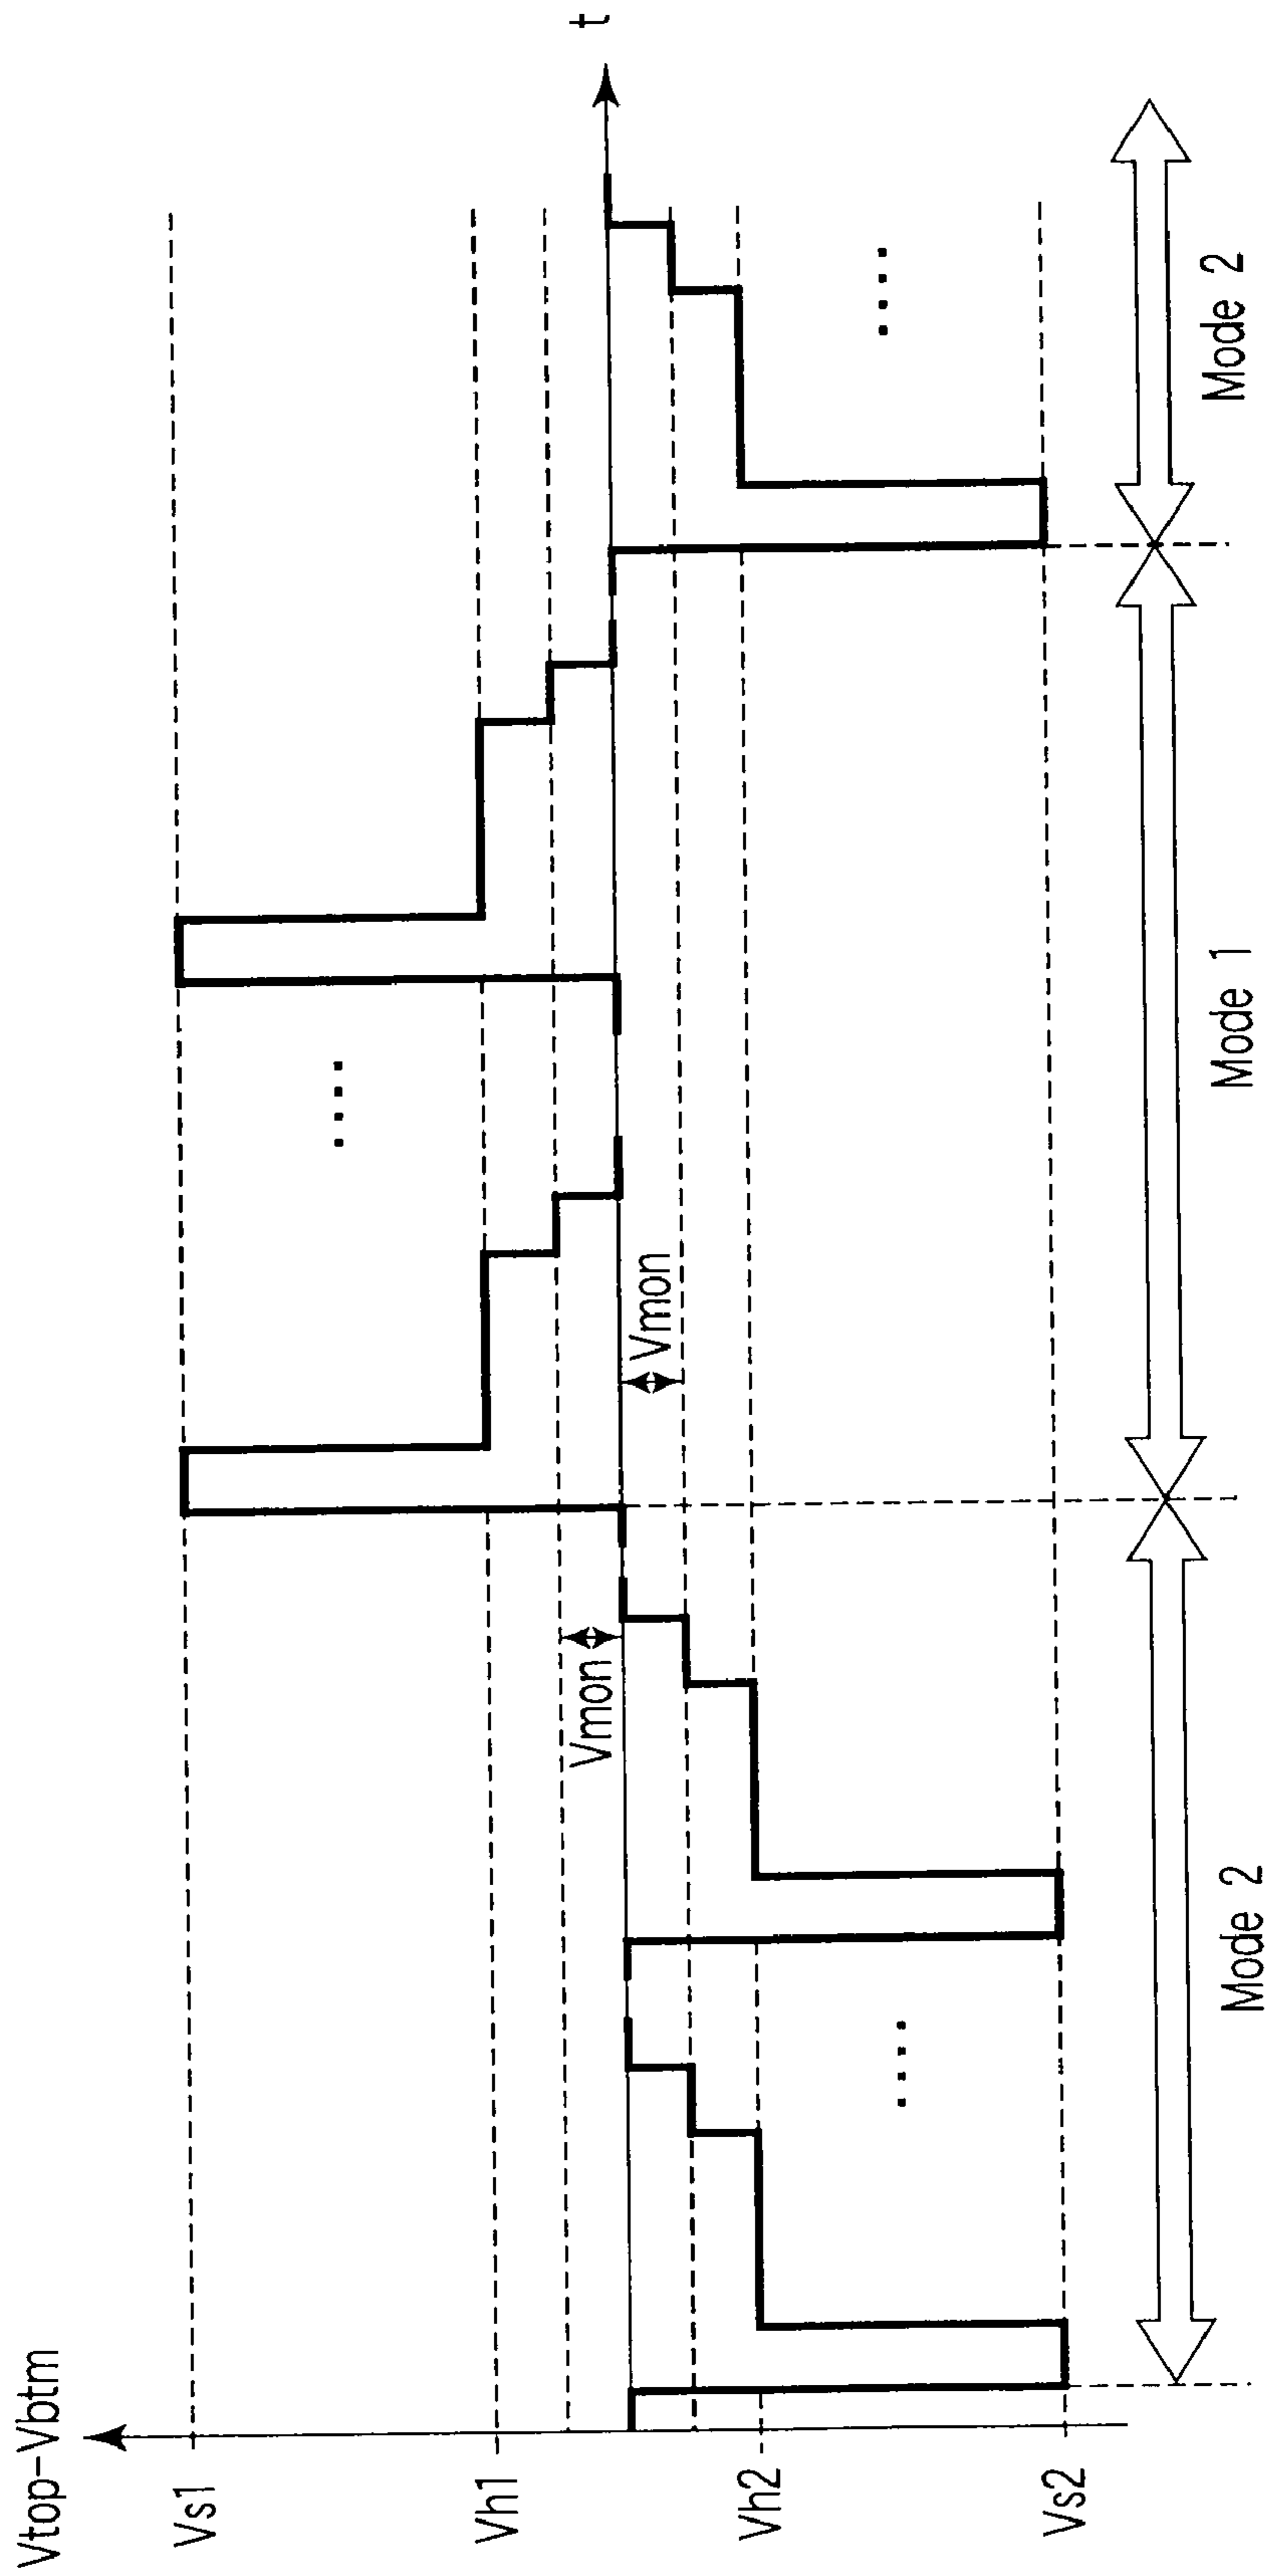 Vtop-Vbtm
Vs1
Vh1
Vh2
Vs2
Vmon
Vmon
....
....
....
t
Mode 2
Mode 1
Mode 2